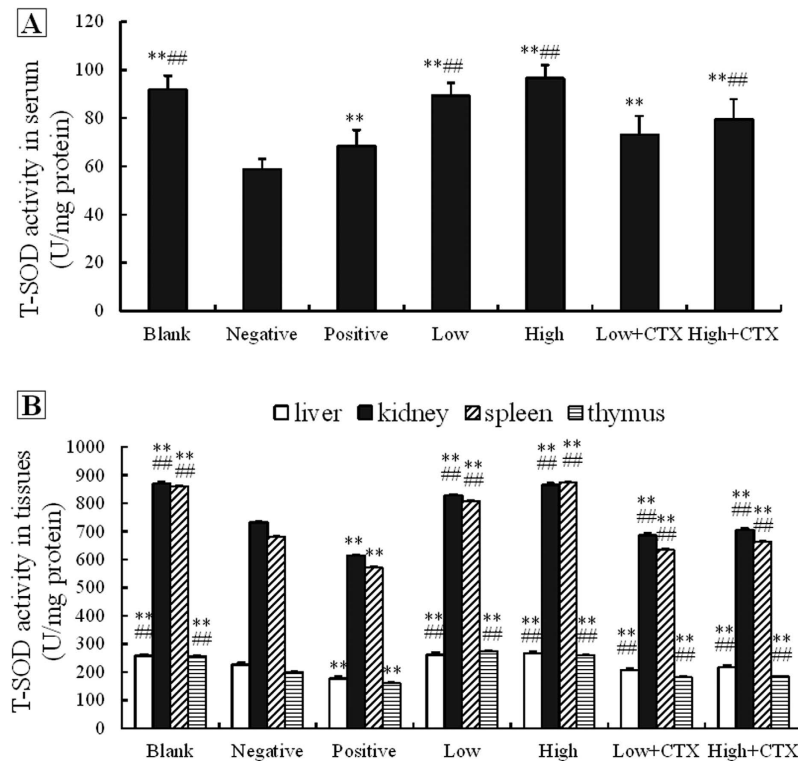 A
T-SOD activity in serum
(U/mg protein)
120
100
80
60
40
20
0
**## ** **## **## ** **##
Blank Negative Positive Low High Low+CTX High+CTX
B
liver kidney spleen thymus
T-SOD activity in tissues
(U/mg protein)
1000
900
800
700
600
500
400
300
200
100
0
** ** ** ** ** ** ** ** ** **
## ## ## ## ## ## ## ## ## ##
** ** ** ** ** ** ** ** ** ** ** **
## ## ## ## ## ## ## ## ## ##
Blank Negative Positive Low High Low+CTX High+CTX